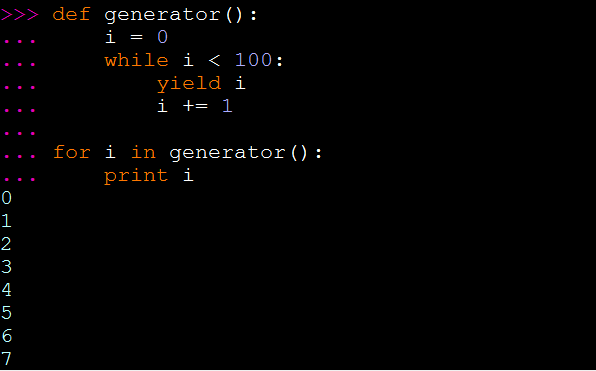 >>> def generator():
...     i = 0
...     while i < 100:
...         yield i
...         i += 1
...
... for i in generator():
...     print i
0
1
2
3
4
5
6
7